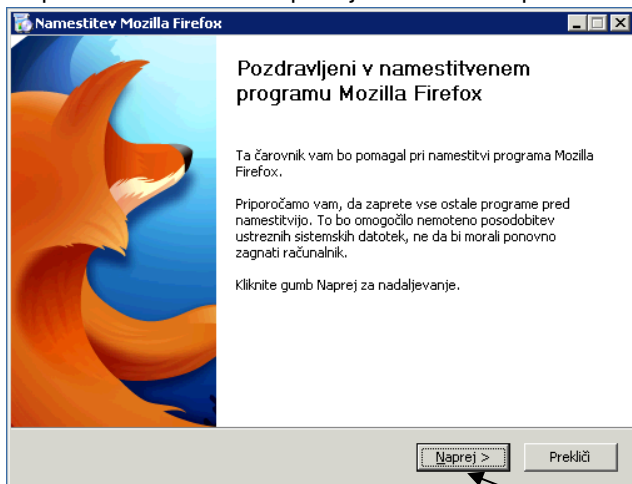 Namestitev Mozilla Firefox
Pozdravljeni v namestitvenem
programu Mozilla Firefox
Ta čarovnik vam bo pomagal pri namestitvi programa Mozilla
Firefox.
Priporočamo vam, da zaprete vse ostale programe pred
namestitvijo. To bo omogočilo nemoteno posodobitev
ustreznih sistemskih datotek, ne da bi morali ponovno
zagnati računalnik.
Kliknite gumb Naprej za nadaljevanje.
Naprej >
Prekliči